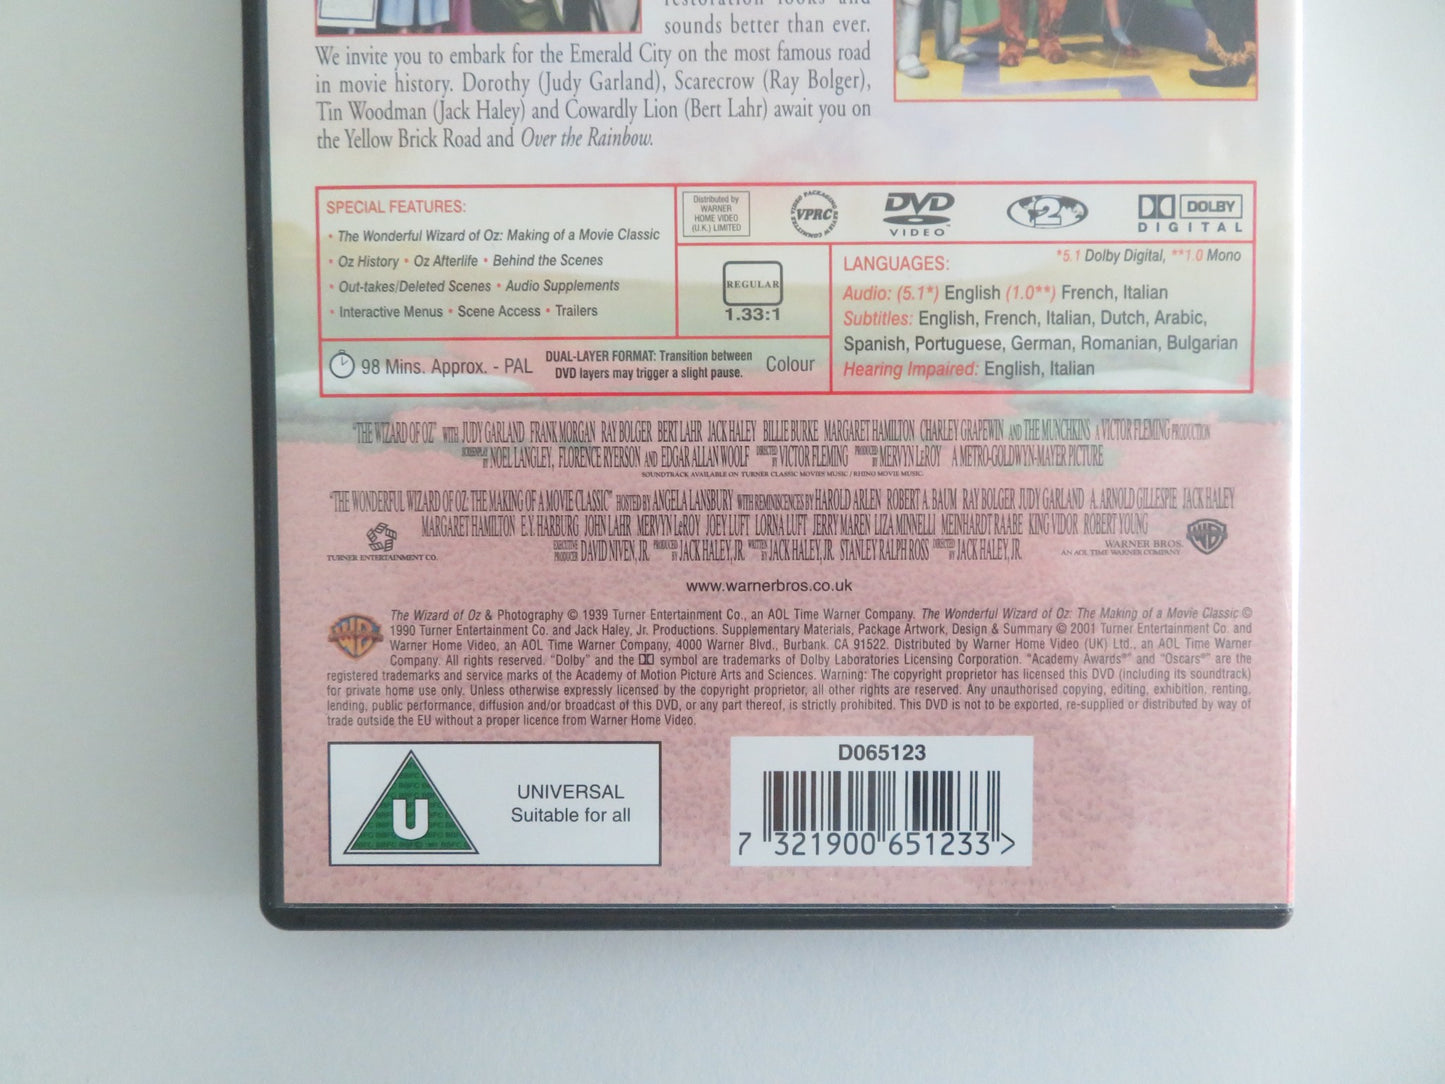 restoration looks and
sounds better than ever.
We invite you to embark for the Emerald City on the most famous road
in movie history. Dorothy (Judy Garland), Scarecrow (Ray Bolger),
Tin Woodman (Jack Haley) and Cowardly Lion (Bert Lahr) await you on
the Yellow Brick Road and Over the Rainbow.
SPECIAL FEATURES:
• The Wonderful Wizard of Oz: Making of a Movie Classic
• Oz History • Oz Afterlife • Behind the Scenes
• Out-takes/Deleted Scenes • Audio Supplements
• Interactive Menus • Scene Access • Trailers
98 Mins. Approx. - PAL
DUAL-LAYER FORMAT: Transition between
DVD layers may trigger a slight pause.
Colour
Distributed by
WARNER
HOME VIDEO
(U.K.) LIMITED
VIDEO PACKAGING REVIEW COMMITTEE
VPRC
DVD
VIDEO™
2
DOLBY
DIGITAL
REGULAR
1.33:1
*5.1 Dolby Digital, **1.0 Mono
LANGUAGES:
Audio: (5.1*) English (1.0**) French, Italian
Subtitles: English, French, Italian, Dutch, Arabic,
Spanish, Portuguese, German, Romanian, Bulgarian
Hearing Impaired: English, Italian
"THE WIZARD OF OZ" WITH JUDY GARLAND FRANK MORGAN RAY BOLGER BERT LAHR JACK HALEY BILLIE BURKE MARGARET HAMILTON CHARLEY GRAPEWIN AND THE MUNCHKINS A VICTOR FLEMING PRODUCTION
SCREENPLAY BY NOEL LANGLEY, FLORENCE RYERSON AND EDGAR ALLAN WOOLF DIRECTED BY VICTOR FLEMING PRODUCED BY MERVYN LeROY A METRO-GOLDWYN-MAYER PICTURE
SOUNDTRACK AVAILABLE ON TURNER CLASSIC MOVIES MUSIC / RHINO MOVIE MUSIC
"THE WONDERFUL WIZARD OF OZ: THE MAKING OF A MOVIE CLASSIC" HOSTED BY ANGELA LANSBURY WITH REMINISCENCES BY HAROLD ARLEN ROBERT A. BAUM RAY BOLGER JUDY GARLAND A. ARNOLD GILLESPIE JACK HALEY
MARGARET HAMILTON E.Y. HARBURG JOHN LAHR MERVYN LeROY JOEY LUFT LORNA LUFT JERRY MAREN LIZA MINNELLI MEINHARDT RAABE KING VIDOR ROBERT YOUNG
EXECUTIVE PRODUCER DAVID NIVEN, JR. PRODUCED BY JACK HALEY, JR. WRITTEN BY JACK HALEY, JR. STANLEY RALPH ROSS DIRECTED BY JACK HALEY, JR.
TURNER ENTERTAINMENT CO.
WARNER BROS.
AN AOL TIME WARNER COMPANY
www.warnerbros.co.uk
The Wizard of Oz & Photography © 1939 Turner Entertainment Co., an AOL Time Warner Company. The Wonderful Wizard of Oz: The Making of a Movie Classic ©
1990 Turner Entertainment Co. and Jack Haley, Jr. Productions. Supplementary Materials, Package Artwork, Design & Summary © 2001 Turner Entertainment Co. and
Warner Home Video, an AOL Time Warner Company, 4000 Warner Blvd., Burbank. CA 91522. Distributed by Warner Home Video (UK) Ltd., an AOL Time Warner
Company. All rights reserved. "Dolby" and the symbol are trademarks of Dolby Laboratories Licensing Corporation. "Academy Awards®" and "Oscars®" are the
registered trademarks and service marks of the Academy of Motion Picture Arts and Sciences. Warning: The copyright proprietor has licensed this DVD (including its soundtrack)
for private home use only. Unless otherwise expressly licensed by the copyright proprietor, all other rights are reserved. Any unauthorised copying, editing, exhibition, renting,
lending, public performance, diffusion and/or broadcast of this DVD, or any part thereof, is strictly prohibited. This DVD is not to be exported, re-supplied or distributed by way of
trade outside the EU without a proper licence from Warner Home Video.
WB
U
UNIVERSAL
Suitable for all
D065123
7 321900 651233 >